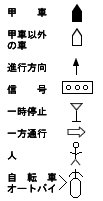 甲車
甲車以外
の車
進行方向
信号
一時停止
一方通行
人
自転車
オートバイ